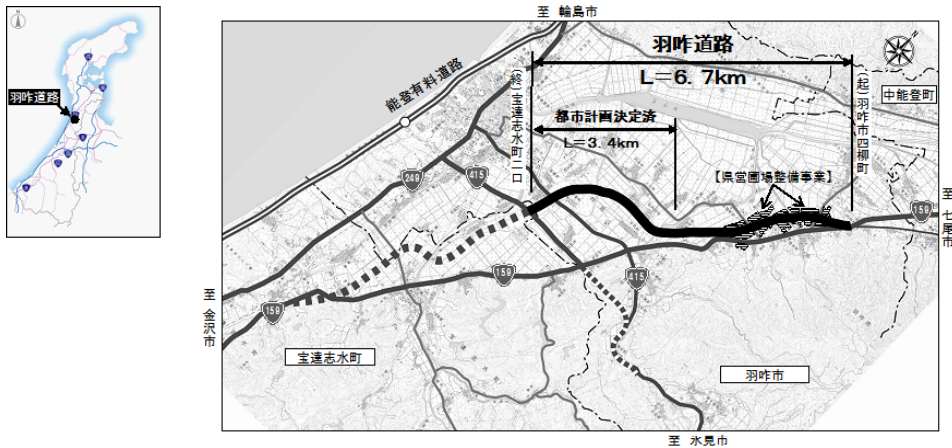 羽咋道路
至 輪島市
羽咋道路
L=6.7km
能登有料道路
(終)宝達志水町二口
(起)羽咋市四柳町
中能登町
都市計画決定済
L=3.4km
【県営圃場整備事業】
249
415
159
至 七尾市
159
415
159
至 金沢市
宝達志水町
羽咋市
至 氷見市